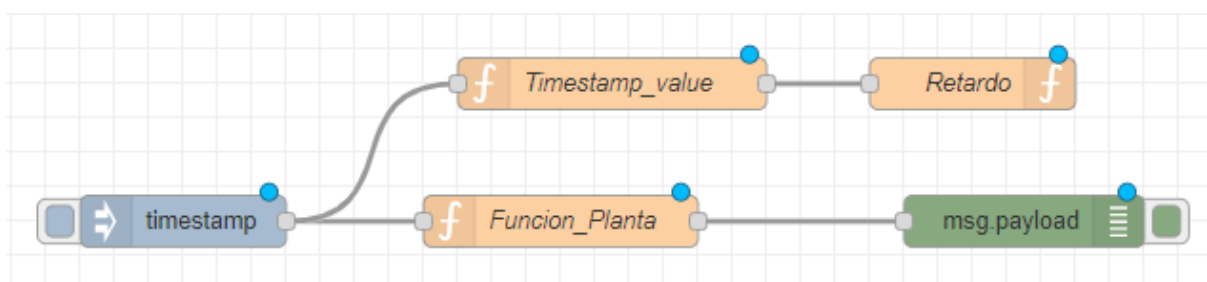 Timestamp_value
Retardo
timestamp
Funcion_Planta
msg.payload